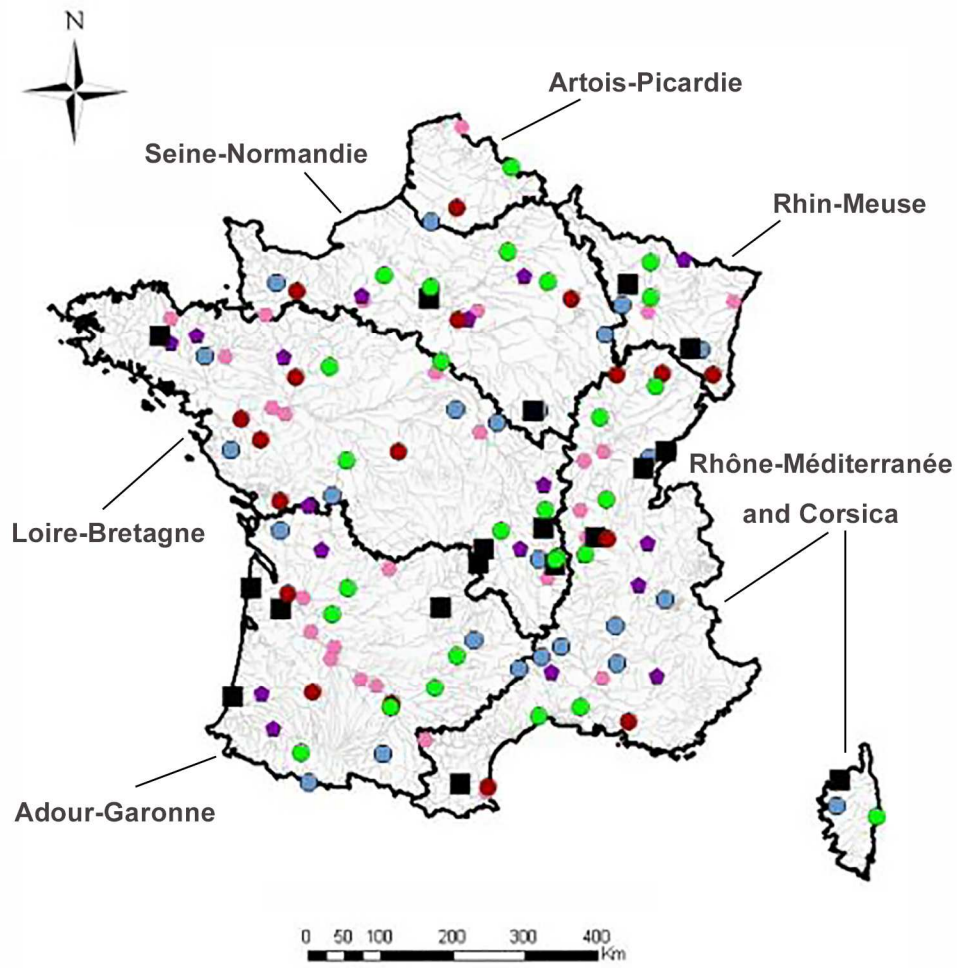 N
Artois-Picardie
Seine-Normandie
Rhin-Meuse
Rhône-Méditerranée
and Corsica
Loire-Bretagne
Adour-Garonne
0 50 100 200 300 400
Km